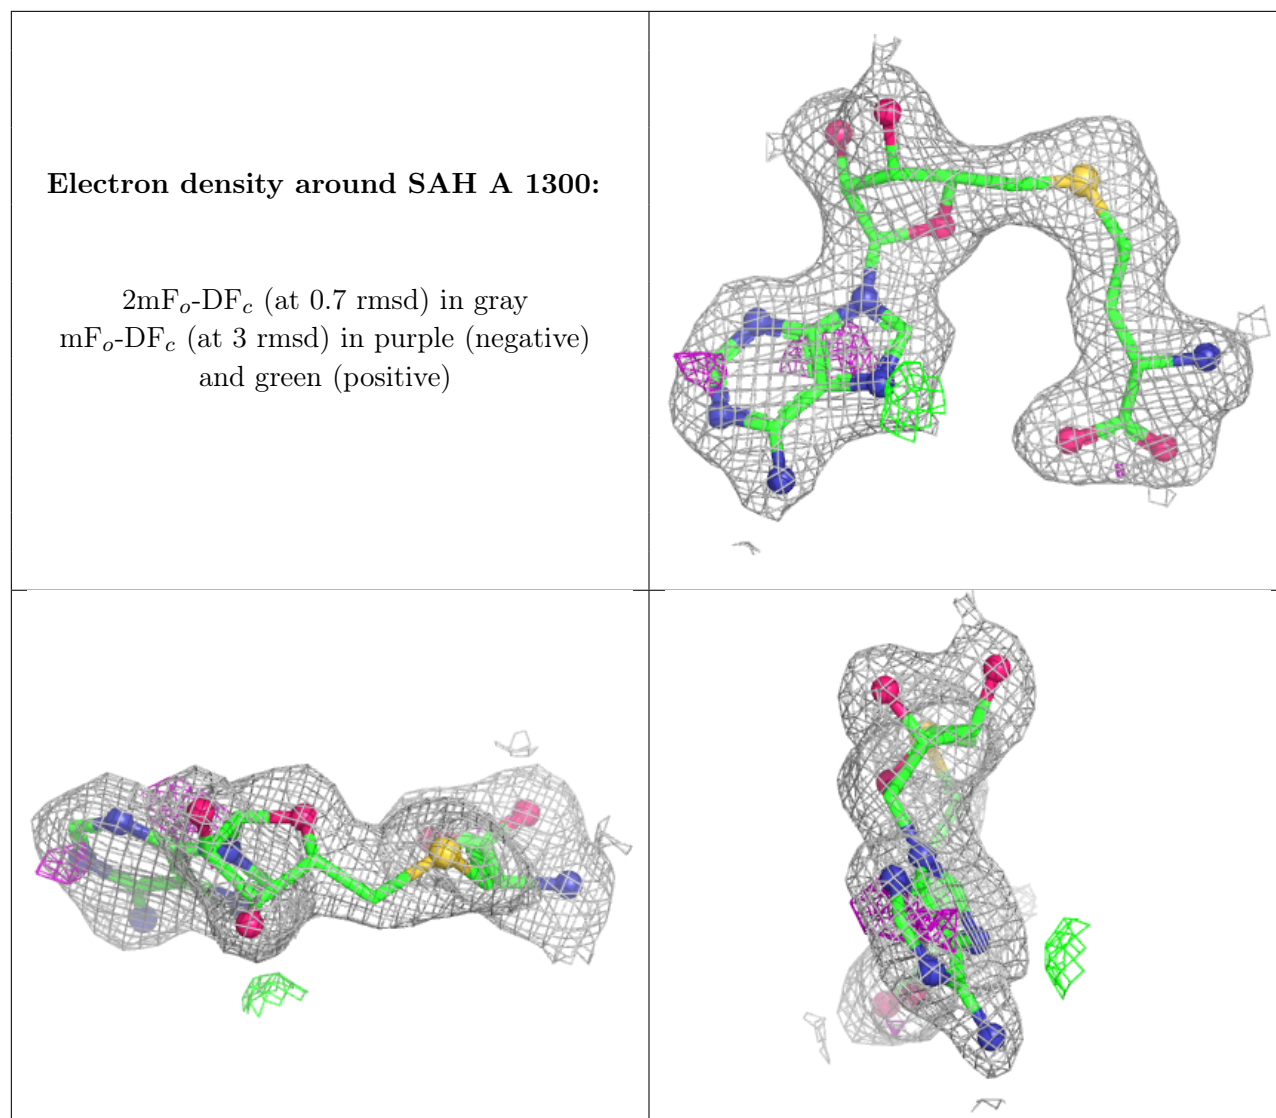 Electron density around SAH A 1300:
2mFo-DFc (at 0.7 rmsd) in gray
mFo-DFc (at 3 rmsd) in purple (negative)
and green (positive)